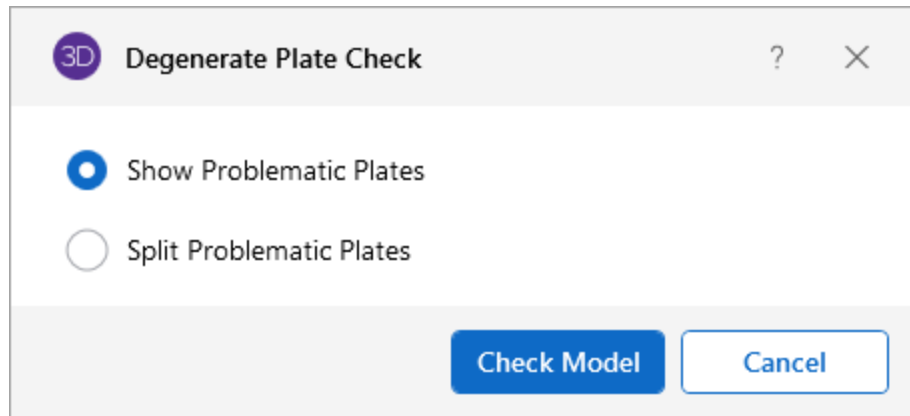 3D Degenerate Plate Check ?
Show Problematic Plates
Split Problematic Plates
Check Model Cancel